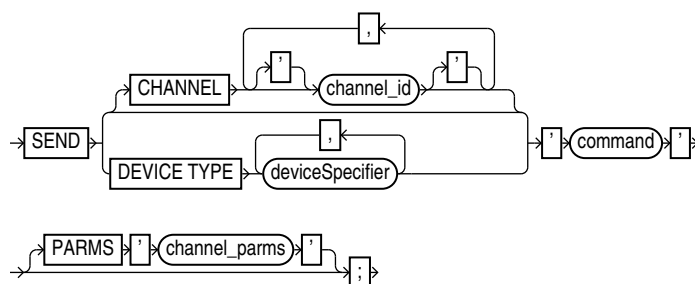 ,
CHANNEL ' channel_id '
SEND
,
DEVICE TYPE deviceSpecifier
' command '
PARMS ' channel_parms '
;